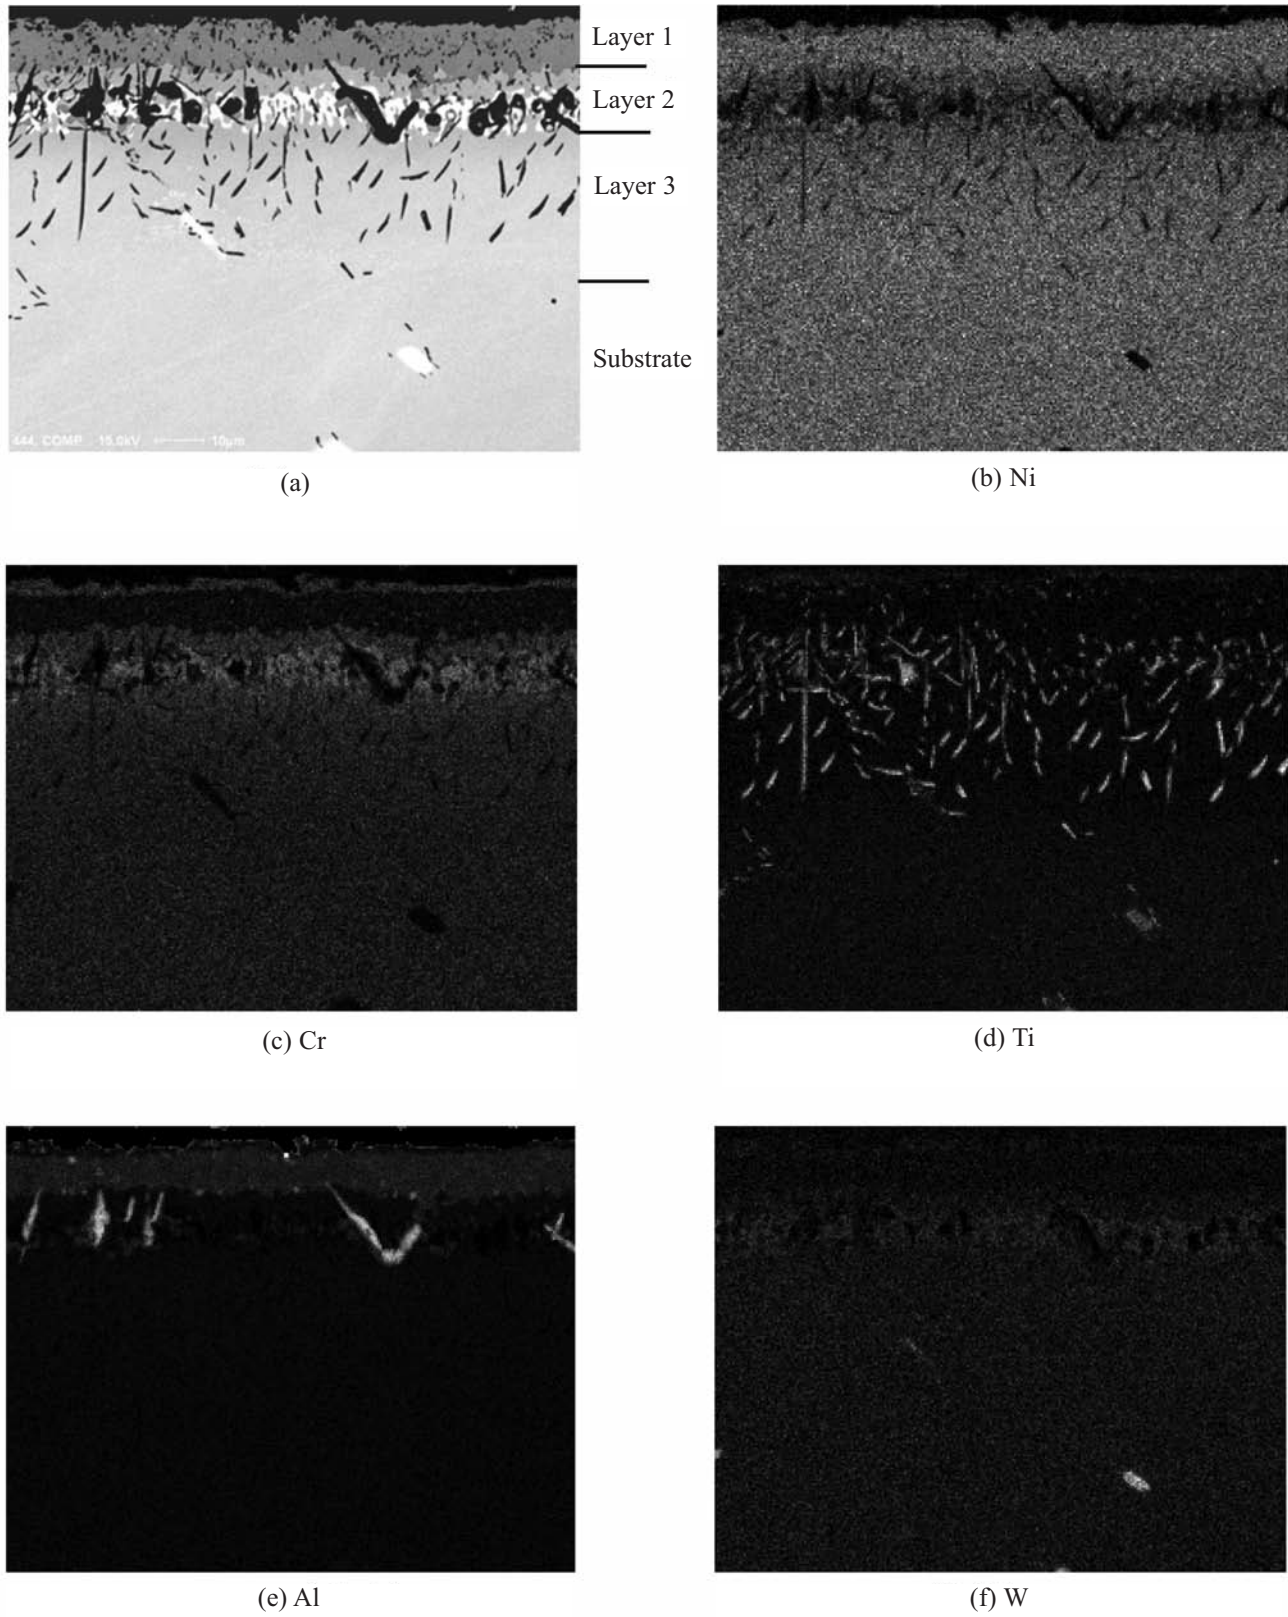 Layer 1
Layer 2
Layer 3
Substrate
444, COMP 15.0kV 10μm
(a)
(b) Ni
(c) Cr
(d) Ti
(e) Al
(f) W